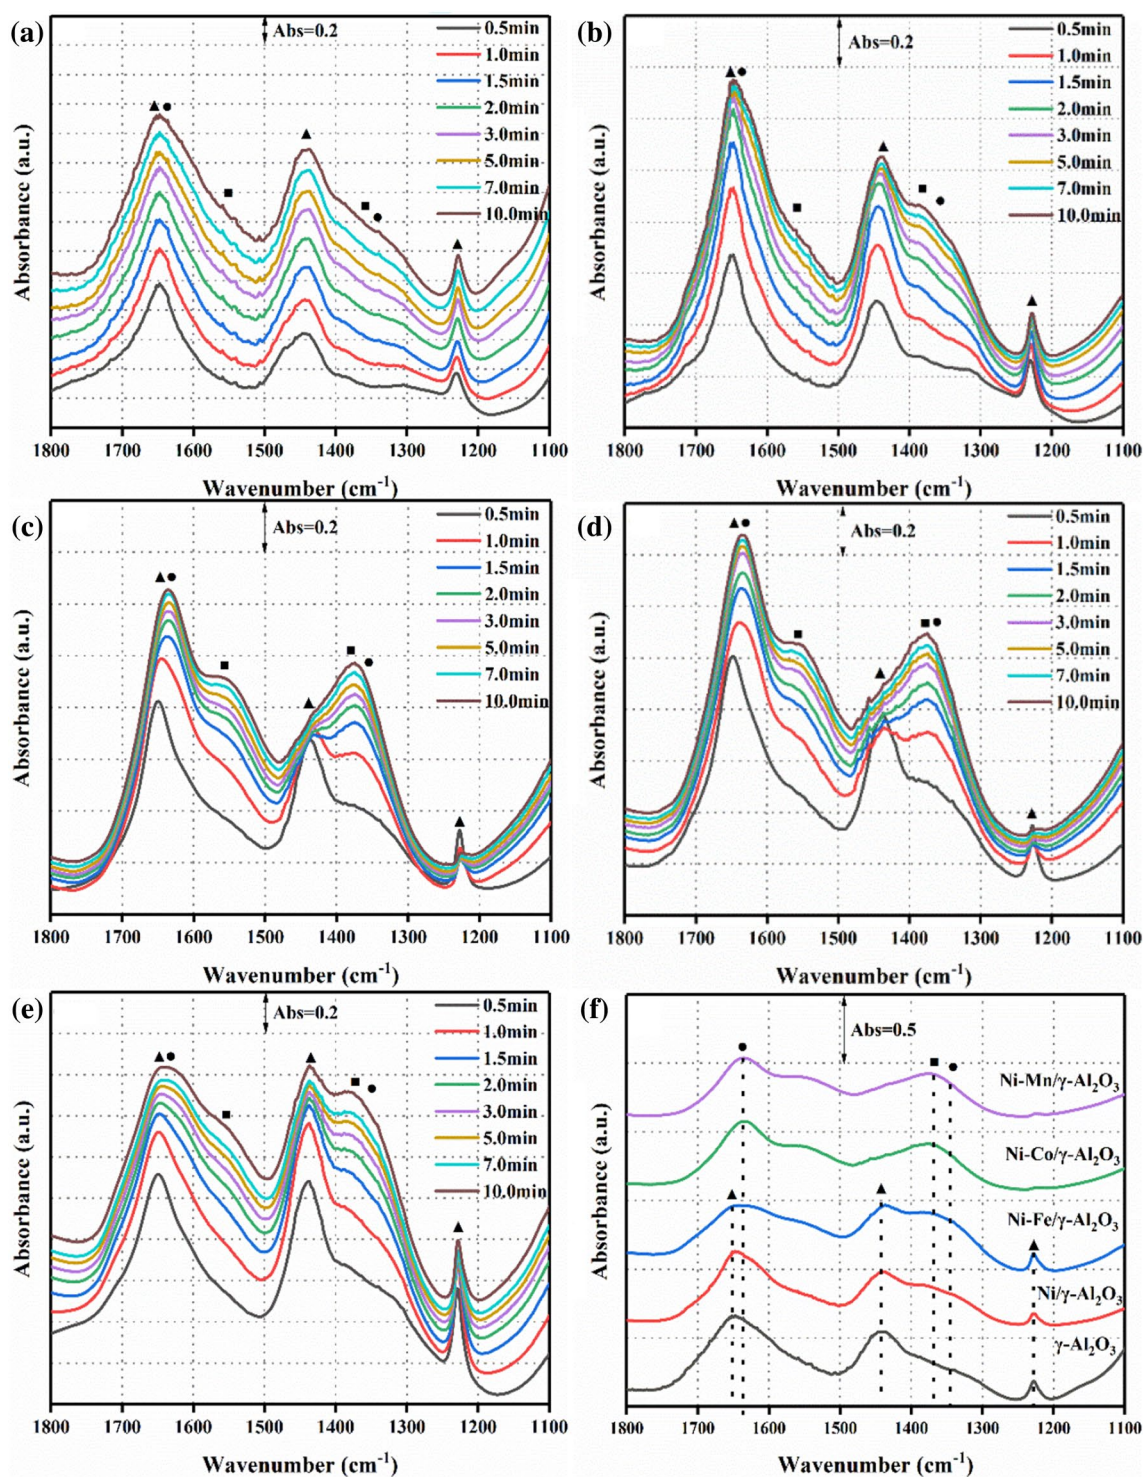 (a)
Abs=0.2
0.5min
1.0min
1.5min
2.0min
3.0min
5.0min
7.0min
10.0min
Absorbance (a.u.)
1800 1700 1600 1500 1400 1300 1200 1100
Wavenumber (cm⁻¹)
(b)
Abs=0.2
0.5min
1.0min
1.5min
2.0min
3.0min
5.0min
7.0min
10.0min
Absorbance (a.u.)
1800 1700 1600 1500 1400 1300 1200 1100
Wavenumber (cm⁻¹)
(c)
Abs=0.2
0.5min
1.0min
1.5min
2.0min
3.0min
5.0min
7.0min
10.0min
Absorbance (a.u.)
1800 1700 1600 1500 1400 1300 1200 1100
Wavenumber (cm⁻¹)
(d)
Abs=0.2
0.5min
1.0min
1.5min
2.0min
3.0min
5.0min
7.0min
10.0min
Absorbance (a.u.)
1800 1700 1600 1500 1400 1300 1200 1100
Wavenumber (cm⁻¹)
(e)
Abs=0.2
0.5min
1.0min
1.5min
2.0min
3.0min
5.0min
7.0min
10.0min
Absorbance (a.u.)
1800 1700 1600 1500 1400 1300 1200 1100
Wavenumber (cm⁻¹)
(f)
Abs=0.5
Ni-Mn/γ-Al₂O₃
Ni-Co/γ-Al₂O₃
Ni-Fe/γ-Al₂O₃
Ni/γ-Al₂O₃
γ-Al₂O₃
Absorbance (a.u.)
1800 1700 1600 1500 1400 1300 1200 1100
Wavenumber (cm⁻¹)